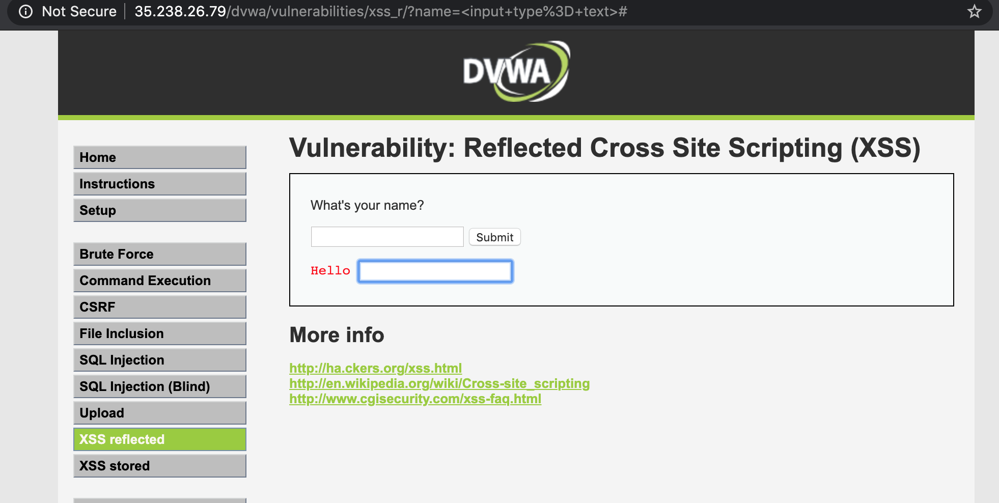 Not Secure 35.238.26.79/dvwa/vulnerabilities/xss_r/?name=<input+type%3D+text>#
DVWA
Home
Instructions
Setup
Brute Force
Command Execution
CSRF
File Inclusion
SQL Injection
SQL Injection (Blind)
Upload
XSS reflected
XSS stored
Vulnerability: Reflected Cross Site Scripting (XSS)
What's your name?
Submit
Hello
More info
http://ha.ckers.org/xss.html
http://en.wikipedia.org/wiki/Cross-site_scripting
http://www.cgisecurity.com/xss-faq.html